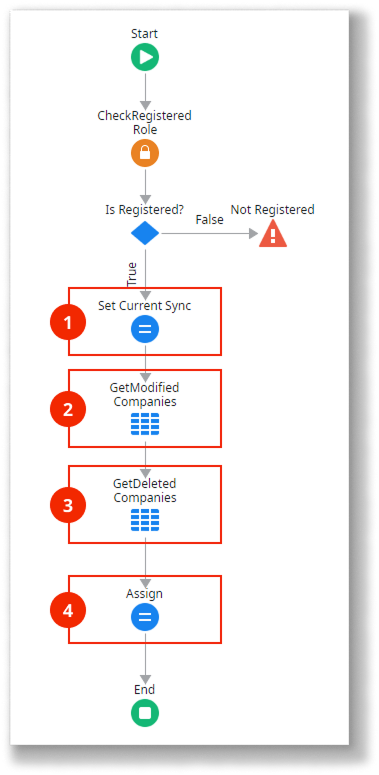 Start
CheckRegistered
Role
Is Registered?
False
Not Registered
True
1
Set Current Sync
2
GetModified
Companies
3
GetDeleted
Companies
4
Assign
End